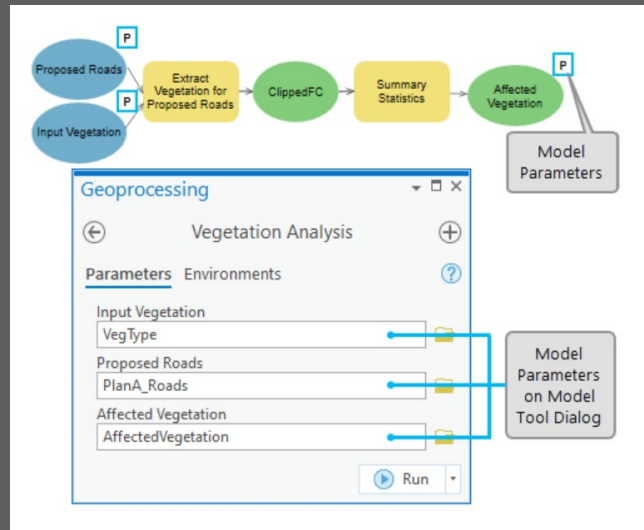 P
Proposed Roads
P
Input Vegetation
Extract
Vegetation for
Proposed Roads
ClippedFC
Summary
Statistics
P
Affected
Vegetation
Model
Parameters
Geoprocessing
Vegetation Analysis
Parameters Environments
?
Input Vegetation
VegType
Proposed Roads
PlanA_Roads
Affected Vegetation
AffectedVegetation
Run
Model
Parameters
on Model
Tool Dialog